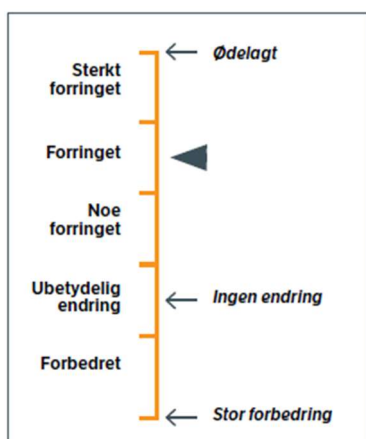 Ødelagt
Sterkt
forringet
Forringet
Noe
forringet
Ubetydelig
endring
Ingen endring
Forbedret
Stor forbedring